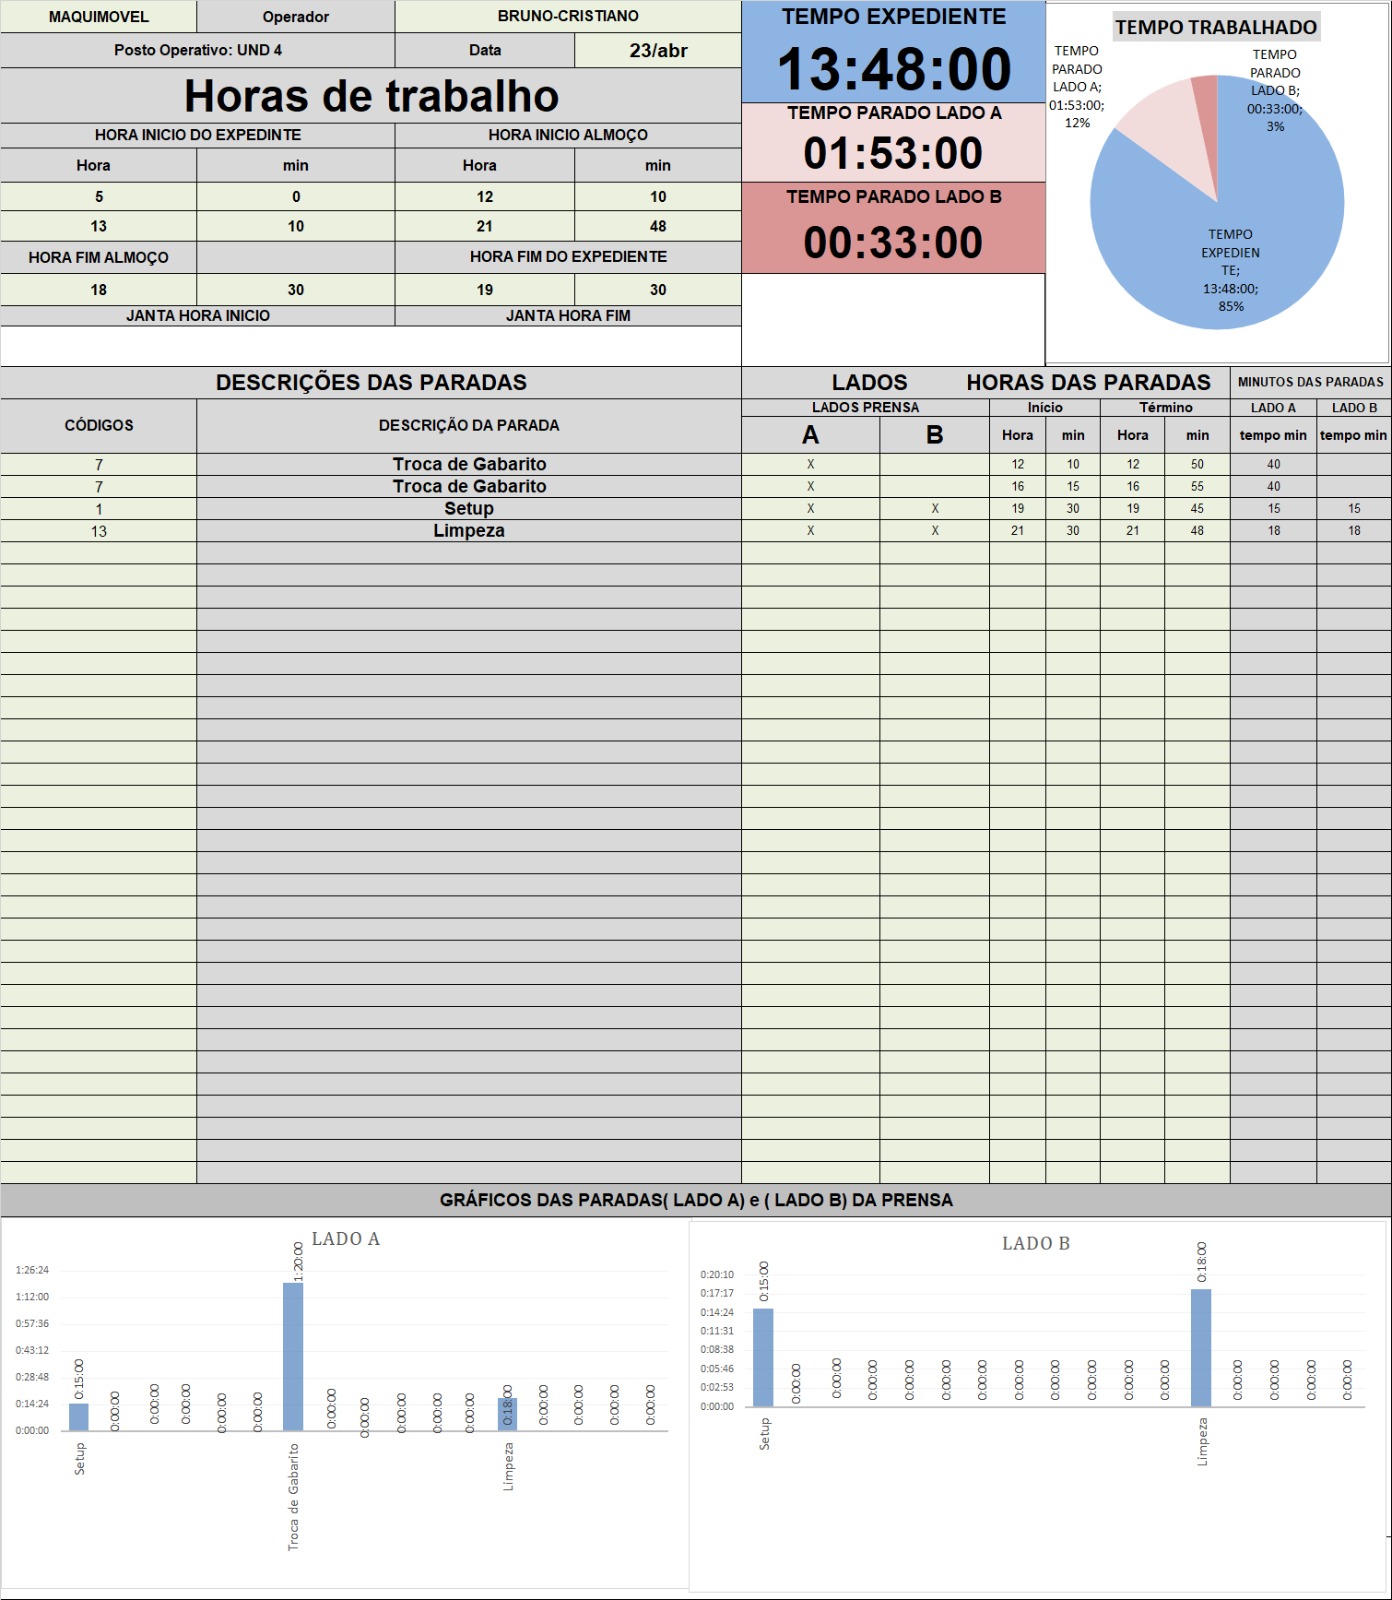 MAQUIMOVEL Operador BRUNO-CRISTIANO
Posto Operativo: UND 4 Data 23/abr
Horas de trabalho
HORA INICIO DO EXPEDINTE HORA INICIO ALMOÇO
Hora min Hora min
5 0 12 10
13 10 21 48
HORA FIM ALMOÇO HORA FIM DO EXPEDIENTE
18 30 19 30
JANTA HORA INICIO JANTA HORA FIM
TEMPO EXPEDIENTE
13:48:00
TEMPO PARADO LADO A
01:53:00
TEMPO PARADO LADO B
00:33:00
TEMPO TRABALHADO
TEMPO
PARADO
LADO A;
01:53:00;
12%
TEMPO
PARADO
LADO B;
00:33:00;
3%
TEMPO
EXPEDIEN
TE;
13:48:00;
85%
DESCRIÇÕES DAS PARADAS LADOS HORAS DAS PARADAS MINUTOS DAS PARADAS
CÓDIGOS DESCRIÇÃO DA PARADA LADOS PRENSA Início Término LADO A LADO B
A B Hora min Hora min tempo min tempo min
7 Troca de Gabarito X 12 10 12 50 40
7 Troca de Gabarito X 16 15 16 55 40
1 Setup X X 19 30 19 45 15 15
13 Limpeza X X 21 30 21 48 18 18
GRÁFICOS DAS PARADAS( LADO A) e ( LADO B) DA PRENSA
LADO A
1:26:24
1:12:00
0:57:36
0:43:12
0:28:48
0:14:24
0:00:00
0:15:00 0:00:00 0:00:00 0:00:00 0:00:00 0:00:00 1:20:00 0:00:00 0:00:00 0:00:00 0:00:00 0:00:00 0:18:00 0:00:00 0:00:00 0:00:00 0:00:00
Setup Troca de Gabarito Limpeza
LADO B
0:20:10
0:17:17
0:14:24
0:11:31
0:08:38
0:05:46
0:02:53
0:00:00
0:15:00 0:00:00 0:00:00 0:00:00 0:00:00 0:00:00 0:00:00 0:00:00 0:00:00 0:00:00 0:00:00 0:00:00 0:18:00 0:00:00 0:00:00 0:00:00 0:00:00
Setup Limpeza